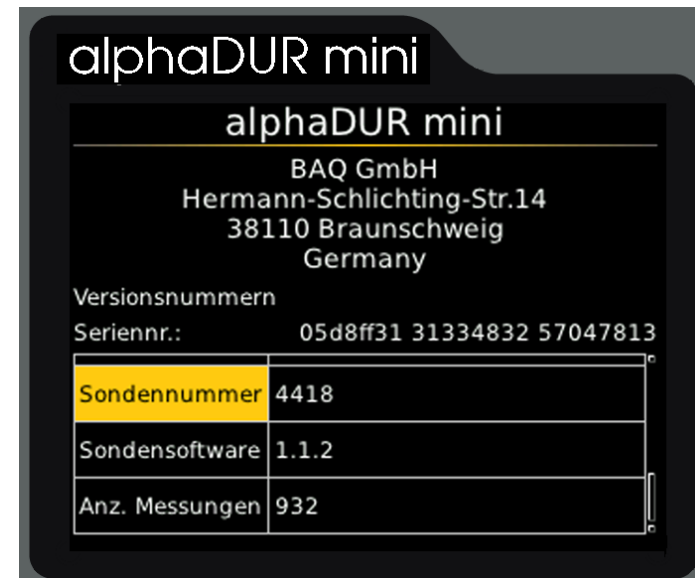 alphaDUR mini
alphaDUR mini
BAQ GmbH
Hermann-Schlichting-Str.14
38110 Braunschweig
Germany
Versionsnummern
Seriennr.: 05d8ff31 31334832 57047813
Sondennummer 4418
Sondensoftware 1.1.2
Anz. Messungen 932